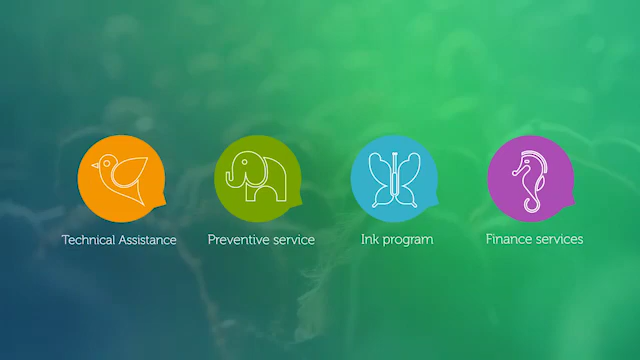 Technical Assistance
Preventive service
Ink program
Finance services